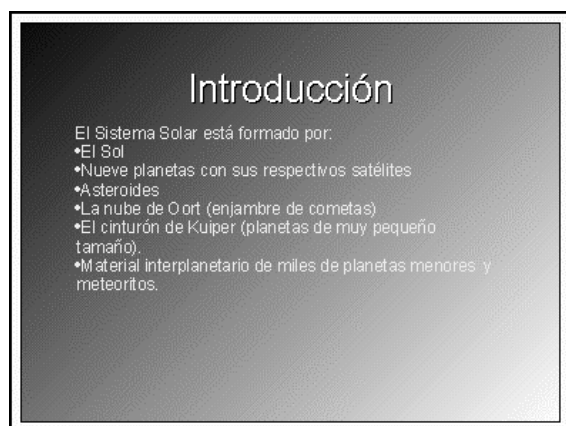 Introducción
El Sistema Solar está formado por:
•El Sol
•Nueve planetas con sus respectivos satélites
•Asteroides
•La nube de Oort (enjambre de cometas)
•El cinturón de Kuiper (planetas de muy pequeño
tamaño).
•Material interplanetario de miles de planetas menores y
meteoritos.